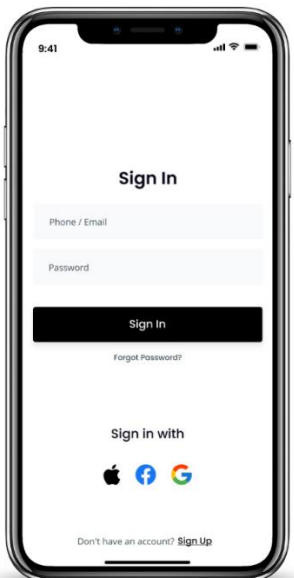 9:41
Sign In
Phone / Email
Password
Sign In
Forgot Password?
Sign in with
Don't have an account? Sign Up